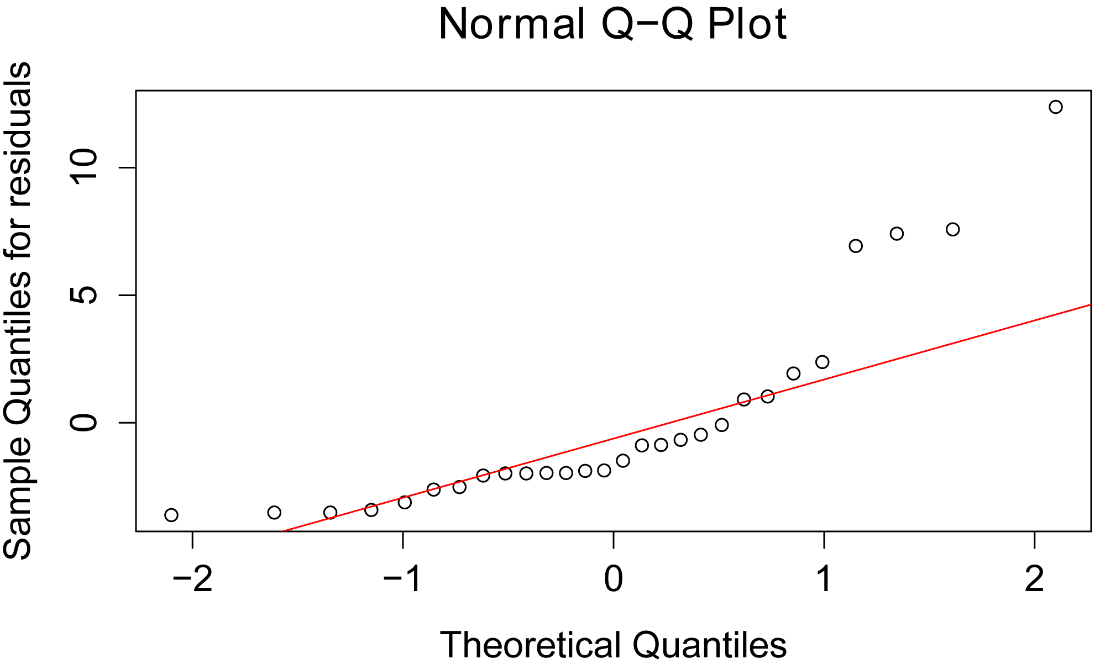 Normal Q−Q Plot
Sample Quantiles for residuals
10
5
0
−2 −1 0 1 2
Theoretical Quantiles